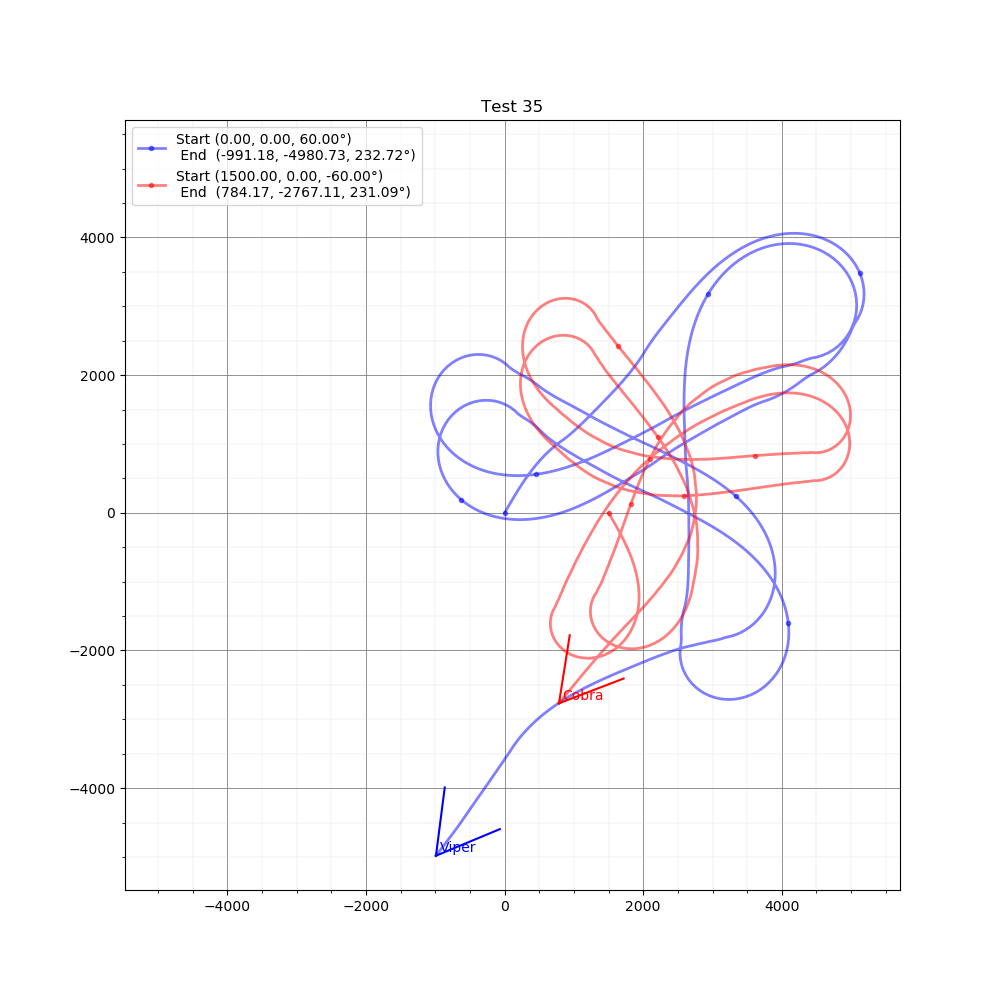 Test 35
Start (0.00, 0.00, 60.00°)
End (-991.18, -4980.73, 232.72°)
Start (1500.00, 0.00, -60.00°)
End (784.17, -2767.11, 231.09°)
4000
2000
0
−2000
−4000
Cobra
Viper
−4000
−2000
0
2000
4000